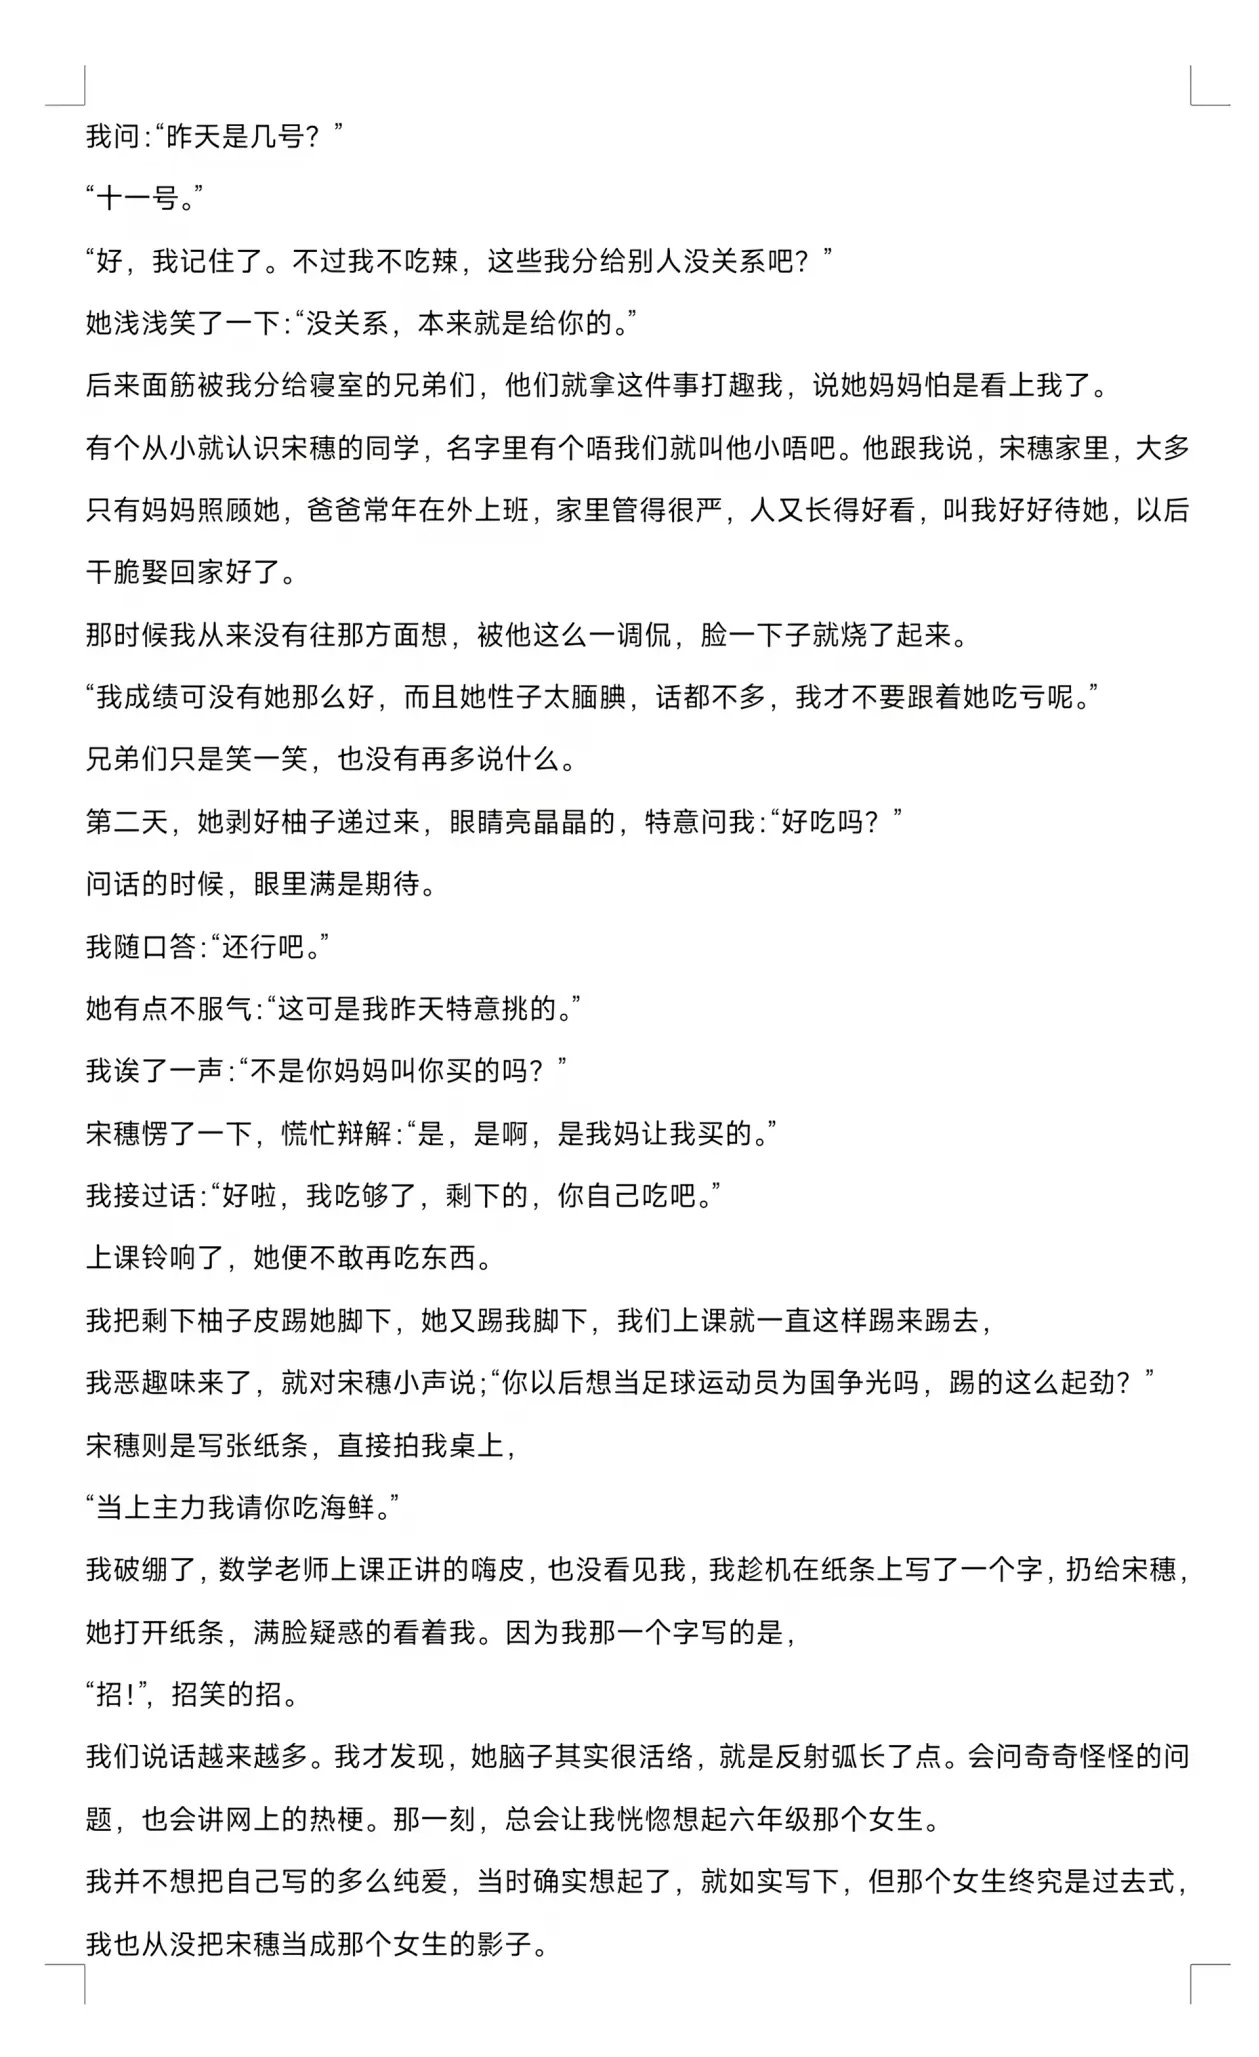 我问：“昨天是几号？”
“十一号。”
“好，我记住了。不过我不吃辣，这些我分给别人没关系吧？”
她浅浅笑了一下：“没关系，本来就是给你的。”
后来面筋被我分给寝室的兄弟们，他们就拿这件事打趣我，说她妈妈怕是看上我了。
有个从小就认识宋穗的同学，名字里有个唔我们就叫他小唔吧。他跟我说，宋穗家里，大多
只有妈妈照顾她，爸爸常年在外上班，家里管得很严，人又长得好看，叫我好好待她，以后
干脆娶回家好了。
那时候我从来没有往那方面想，被他这么一调侃，脸一下子就烧了起来。
“我成绩可没有她那么好，而且她性子太腼腆，话都不多，我才不要跟着她吃亏呢。”
兄弟们只是笑一笑，也没有再多说什么。
第二天，她剥好柚子递过来，眼睛亮晶晶的，特意问我：“好吃吗？”
问话的时候，眼里满是期待。
我随口答：“还行吧。”
她有点不服气：“这可是我昨天特意挑的。”
我诶了一声：“不是你妈妈叫你买的吗？”
宋穗愣了一下，慌忙辩解：“是，是啊，是我妈让我买的。”
我接过话：“好啦，我吃够了，剩下的，你自己吃吧。”
上课铃响了，她便不敢再吃东西。
我把剩下柚子皮踢她脚下，她又踢我脚下，我们上课就一直这样踢来踢去，
我恶趣味来了，就对宋穗小声说；“你以后想当足球运动员为国争光吗，踢的这么起劲？”
宋穗则是写张纸条，直接拍我桌上，
“当上主力我请你吃海鲜。”
我破绷了，数学老师上课正讲的嗨皮，也没看见我，我趁机在纸条上写了一个字，扔给宋穗，
她打开纸条，满脸疑惑的看着我。因为我那一个字写的是，
“招！”，招笑的招。
我们说话越来越多。我才发现，她脑子其实很活络，就是反射弧长了点。会问奇奇怪怪的问
题，也会讲网上的热梗。那一刻，总会让我恍惚想起六年级那个女生。
我并不想把自己写的多么纯爱，当时确实想起了，就如实写下，但那个女生终究是过去式，
我也从没把宋穗当成那个女生的影子。